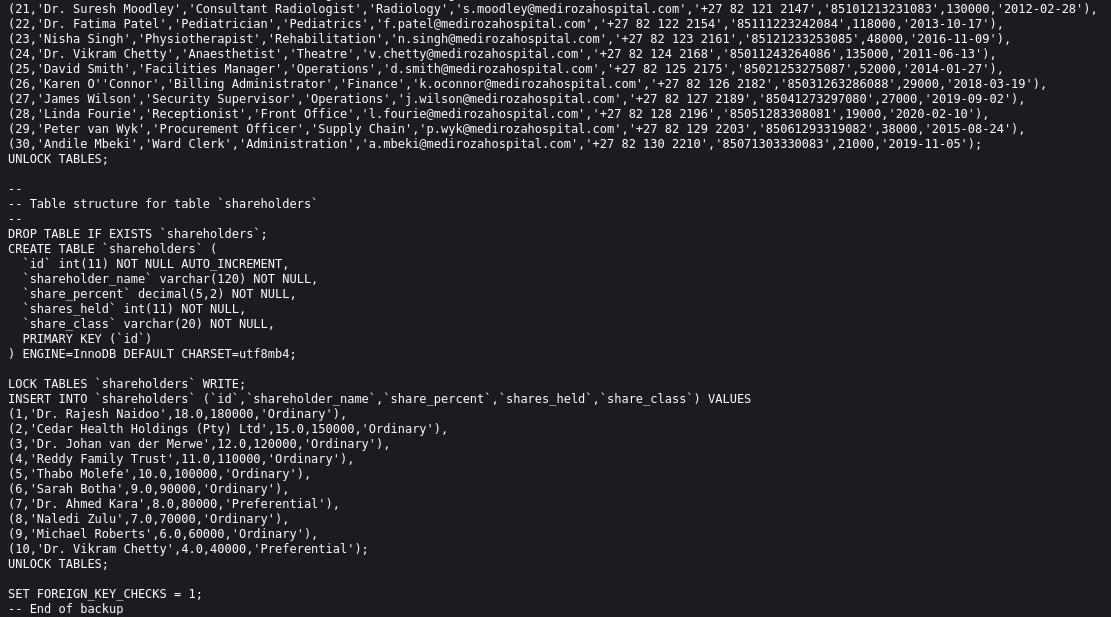 (21,'Dr. Suresh Moodley','Consultant Radiologist','Radiology','s.moodley@medirozahospital.com','+27 82 121 2147','85101213231083',130000,'2012-02-28'),
(22,'Dr. Fatima Patel','Pediatrician','Pediatrics','f.patel@medirozahospital.com','+27 82 122 2154','85111223242084',118000,'2013-10-17'),
(23,'Nisha Singh','Physiotherapist','Rehabilitation','n.singh@medirozahospital.com','+27 82 123 2161','85121233253085',48000,'2016-11-09'),
(24,'Dr. Vikram Chetty','Anaesthetist','Theatre','v.chetty@medirozahospital.com','+27 82 124 2168','85011243264086',135000,'2011-06-13'),
(25,'David Smith','Facilities Manager','Operations','d.smith@medirozahospital.com','+27 82 125 2175','85021253275087',52000,'2014-01-27'),
(26,'Karen O''Connor','Billing Administrator','Finance','k.oconnor@medirozahospital.com','+27 82 126 2182','85031263286088',29000,'2018-03-19'),
(27,'James Wilson','Security Supervisor','Operations','j.wilson@medirozahospital.com','+27 82 127 2189','85041273297080',27000,'2019-09-02'),
(28,'Linda Fourie','Receptionist','Front Office','l.fourie@medirozahospital.com','+27 82 128 2196','85051283308081',19000,'2020-02-10'),
(29,'Peter van Wyk','Procurement Officer','Supply Chain','p.wyk@medirozahospital.com','+27 82 129 2203','85061293319082',38000,'2015-08-24'),
(30,'Andile Mbeki','Ward Clerk','Administration','a.mbeki@medirozahospital.com','+27 82 130 2210','85071303330083',21000,'2019-11-05');
UNLOCK TABLES;
--
-- Table structure for table `shareholders`
--
DROP TABLE IF EXISTS `shareholders`;
CREATE TABLE `shareholders` (
  `id` int(11) NOT NULL AUTO_INCREMENT,
  `shareholder_name` varchar(120) NOT NULL,
  `share_percent` decimal(5,2) NOT NULL,
  `shares_held` int(11) NOT NULL,
  `share_class` varchar(20) NOT NULL,
  PRIMARY KEY (`id`)
) ENGINE=InnoDB DEFAULT CHARSET=utf8mb4;
LOCK TABLES `shareholders` WRITE;
INSERT INTO `shareholders` (`id`,`shareholder_name`,`share_percent`,`shares_held`,`share_class`) VALUES
(1,'Dr. Rajesh Naidoo',18.0,180000,'Ordinary'),
(2,'Cedar Health Holdings (Pty) Ltd',15.0,150000,'Ordinary'),
(3,'Dr. Johan van der Merwe',12.0,120000,'Ordinary'),
(4,'Reddy Family Trust',11.0,110000,'Ordinary'),
(5,'Thabo Molefe',10.0,100000,'Ordinary'),
(6,'Sarah Botha',9.0,90000,'Ordinary'),
(7,'Dr. Ahmed Kara',8.0,80000,'Preferential'),
(8,'Naledi Zulu',7.0,70000,'Ordinary'),
(9,'Michael Roberts',6.0,60000,'Ordinary'),
(10,'Dr. Vikram Chetty',4.0,40000,'Preferential');
UNLOCK TABLES;
SET FOREIGN_KEY_CHECKS = 1;
-- End of backup